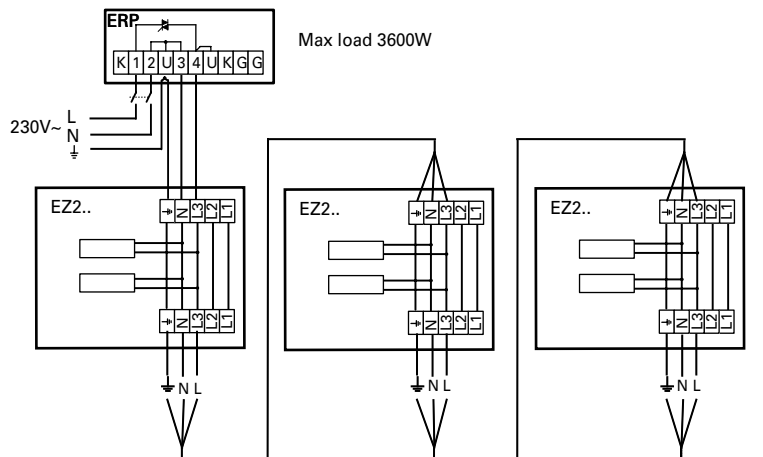 ERP
Max load 3600W
K 1 2 U 3 4 U K G G
L
230V~ N
EZ2.. N L3 L2 L1
EZ2.. N L3 L2 L1
EZ2.. N L3 L2 L1
N L3 L2 L1
N L3 L2 L1
N L3 L2 L1
N L
N L
N L